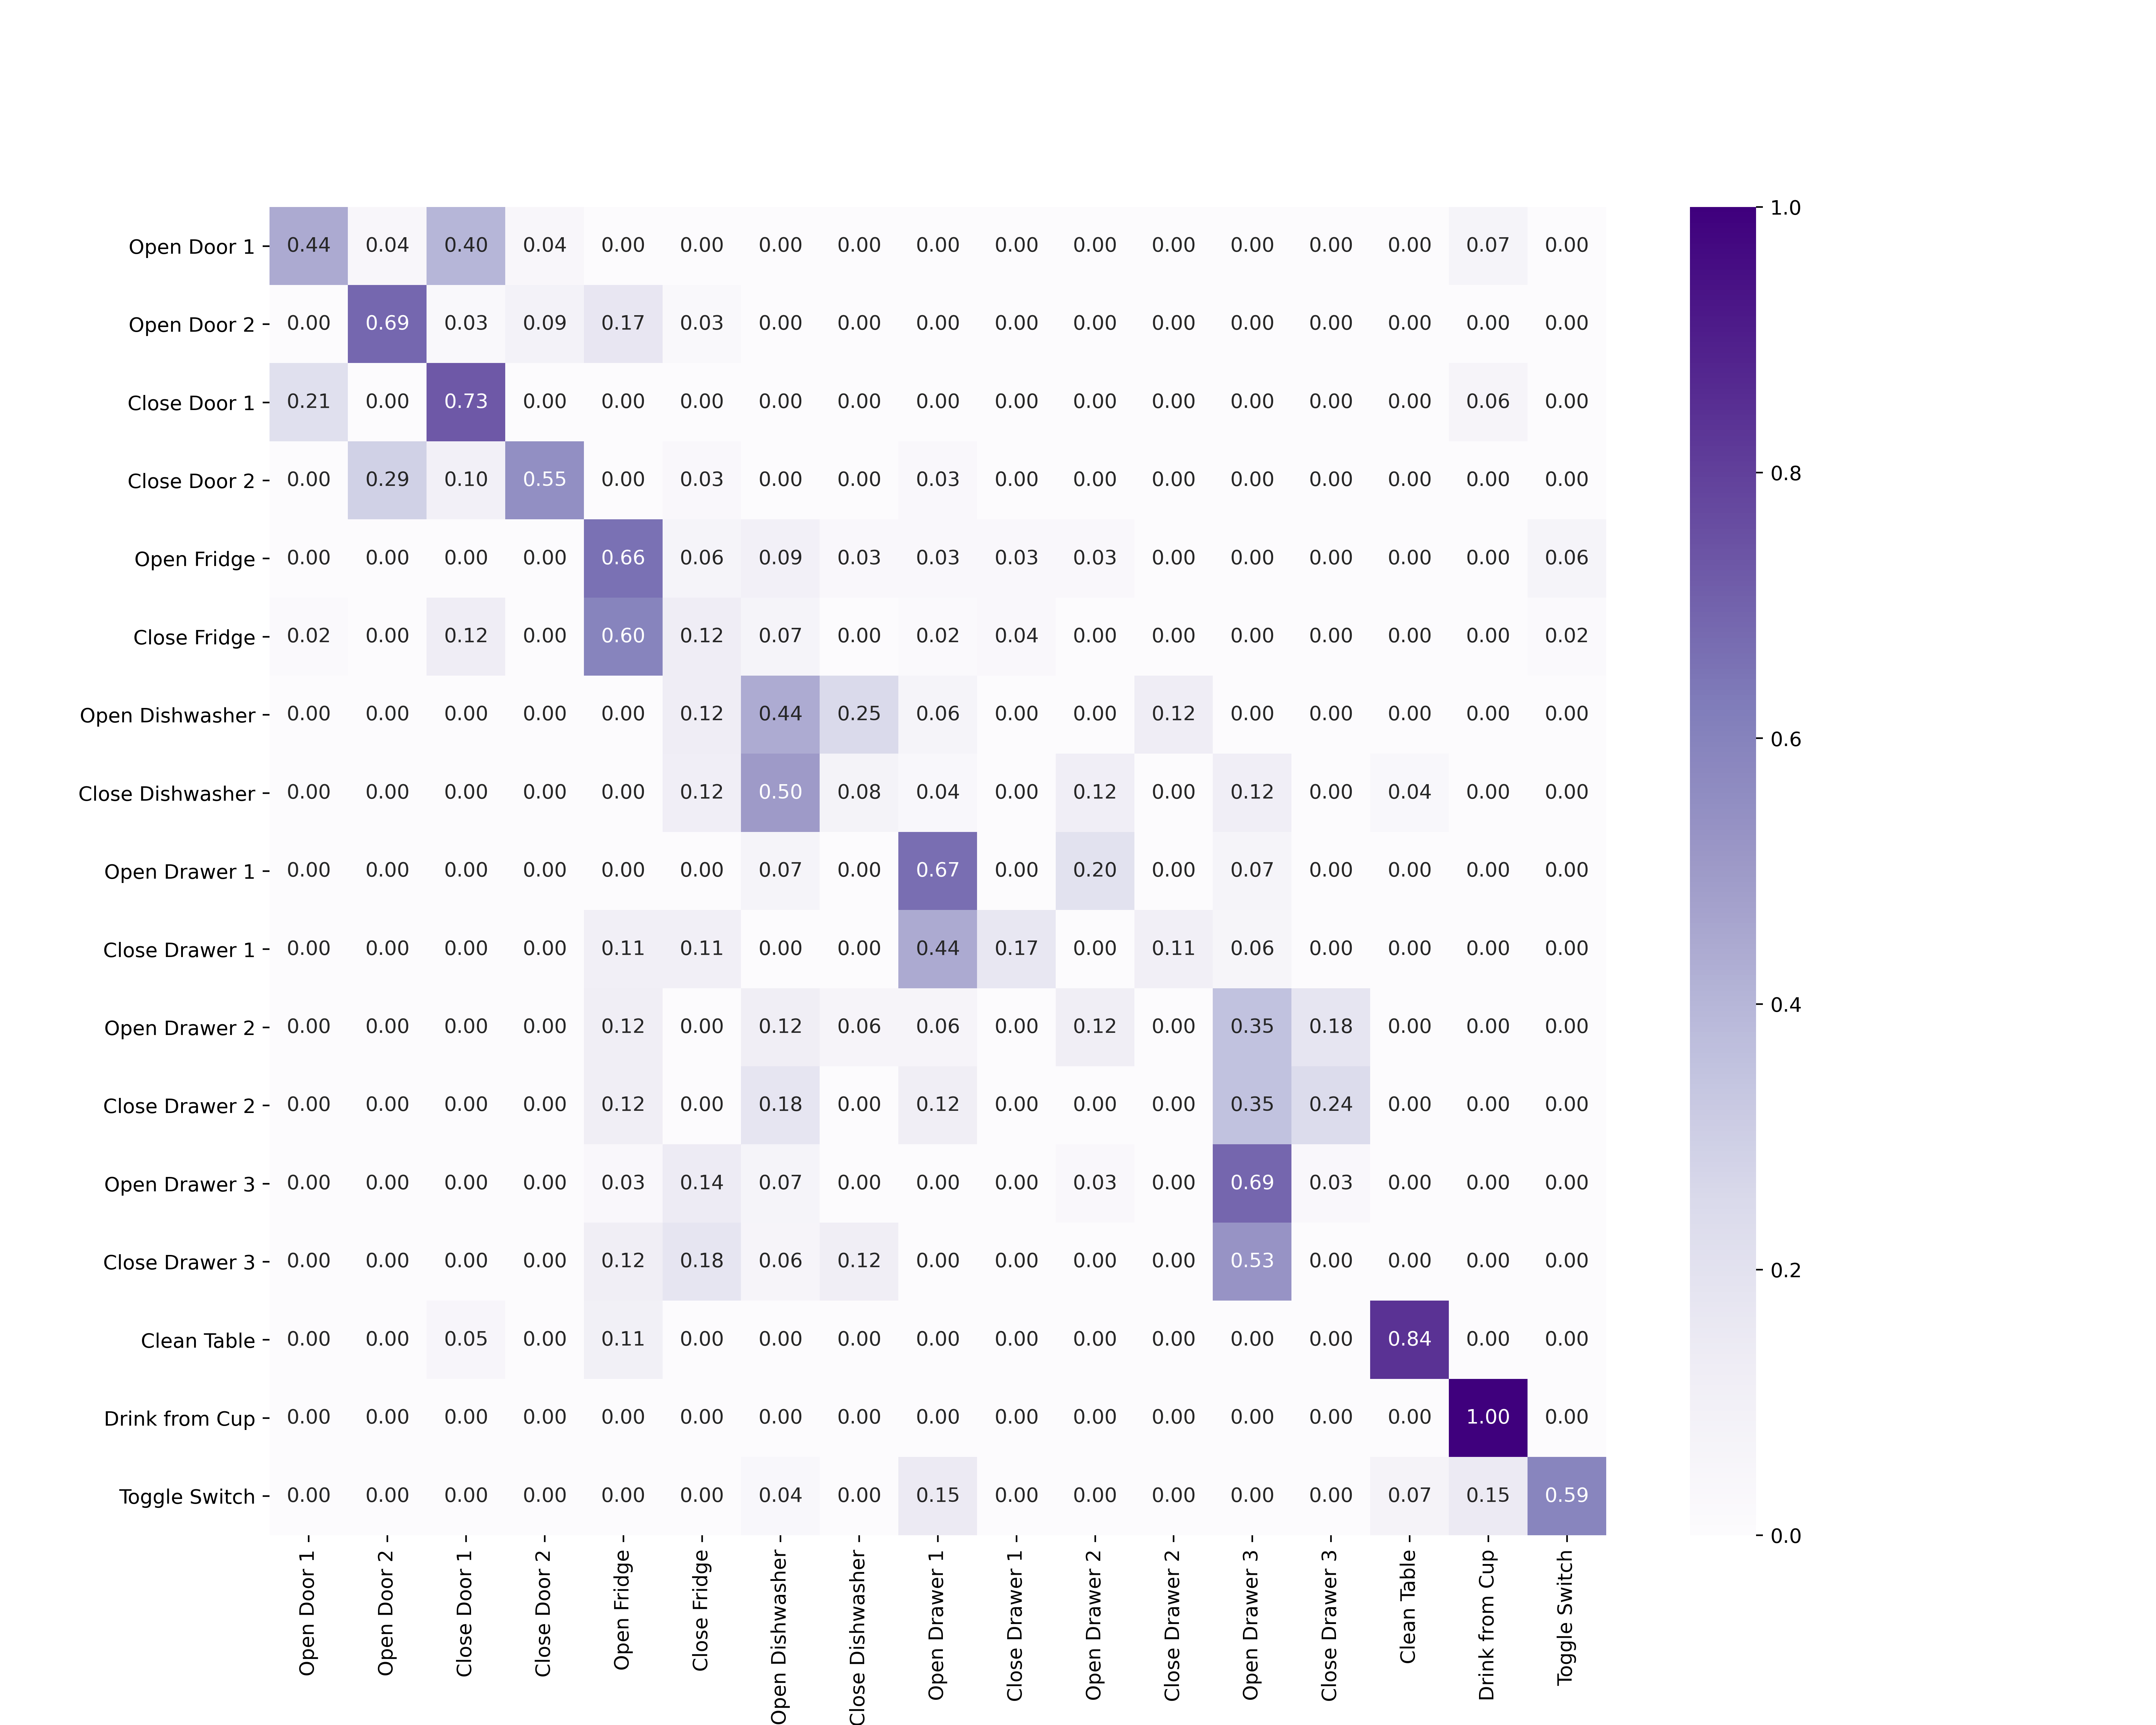 Open Door 1 0.44 0.04 0.40 0.04 0.00 0.00 0.00 0.00 0.00 0.00 0.00 0.00 0.00 0.00 0.00 0.07 0.00
Open Door 2 0.00 0.69 0.03 0.09 0.17 0.03 0.00 0.00 0.00 0.00 0.00 0.00 0.00 0.00 0.00 0.00 0.00
Close Door 1 0.21 0.00 0.73 0.00 0.00 0.00 0.00 0.00 0.00 0.00 0.00 0.00 0.00 0.00 0.00 0.06 0.00
Close Door 2 0.00 0.29 0.10 0.55 0.00 0.03 0.00 0.00 0.03 0.00 0.00 0.00 0.00 0.00 0.00 0.00 0.00
Open Fridge 0.00 0.00 0.00 0.00 0.66 0.06 0.09 0.03 0.03 0.03 0.03 0.00 0.00 0.00 0.00 0.00 0.06
Close Fridge 0.02 0.00 0.12 0.00 0.60 0.12 0.07 0.00 0.02 0.04 0.00 0.00 0.00 0.00 0.00 0.00 0.02
Open Dishwasher 0.00 0.00 0.00 0.00 0.00 0.12 0.44 0.25 0.06 0.00 0.00 0.12 0.00 0.00 0.00 0.00 0.00
Close Dishwasher 0.00 0.00 0.00 0.00 0.00 0.12 0.50 0.08 0.04 0.00 0.12 0.00 0.12 0.00 0.04 0.00 0.00
Open Drawer 1 0.00 0.00 0.00 0.00 0.00 0.00 0.07 0.00 0.67 0.00 0.20 0.00 0.07 0.00 0.00 0.00 0.00
Close Drawer 1 0.00 0.00 0.00 0.00 0.11 0.11 0.00 0.00 0.44 0.17 0.00 0.11 0.06 0.00 0.00 0.00 0.00
Open Drawer 2 0.00 0.00 0.00 0.00 0.12 0.00 0.12 0.06 0.06 0.00 0.12 0.00 0.35 0.18 0.00 0.00 0.00
Close Drawer 2 0.00 0.00 0.00 0.00 0.12 0.00 0.18 0.00 0.12 0.00 0.00 0.00 0.35 0.24 0.00 0.00 0.00
Open Drawer 3 0.00 0.00 0.00 0.00 0.03 0.14 0.07 0.00 0.00 0.00 0.03 0.00 0.69 0.03 0.00 0.00 0.00
Close Drawer 3 0.00 0.00 0.00 0.00 0.12 0.18 0.06 0.12 0.00 0.00 0.00 0.00 0.53 0.00 0.00 0.00 0.00
Clean Table 0.00 0.00 0.05 0.00 0.11 0.00 0.00 0.00 0.00 0.00 0.00 0.00 0.00 0.00 0.84 0.00 0.00
Drink from Cup 0.00 0.00 0.00 0.00 0.00 0.00 0.00 0.00 0.00 0.00 0.00 0.00 0.00 0.00 0.00 1.00 0.00
Toggle Switch 0.00 0.00 0.00 0.00 0.00 0.00 0.04 0.00 0.15 0.00 0.00 0.00 0.00 0.00 0.07 0.15 0.59
Open Door 1
Open Door 2
Close Door 1
Close Door 2
Open Fridge
Close Fridge
Open Dishwasher
Close Dishwasher
Open Drawer 1
Close Drawer 1
Open Drawer 2
Close Drawer 2
Open Drawer 3
Close Drawer 3
Clean Table
Drink from Cup
Toggle Switch
1.0
0.8
0.6
0.4
0.2
0.0